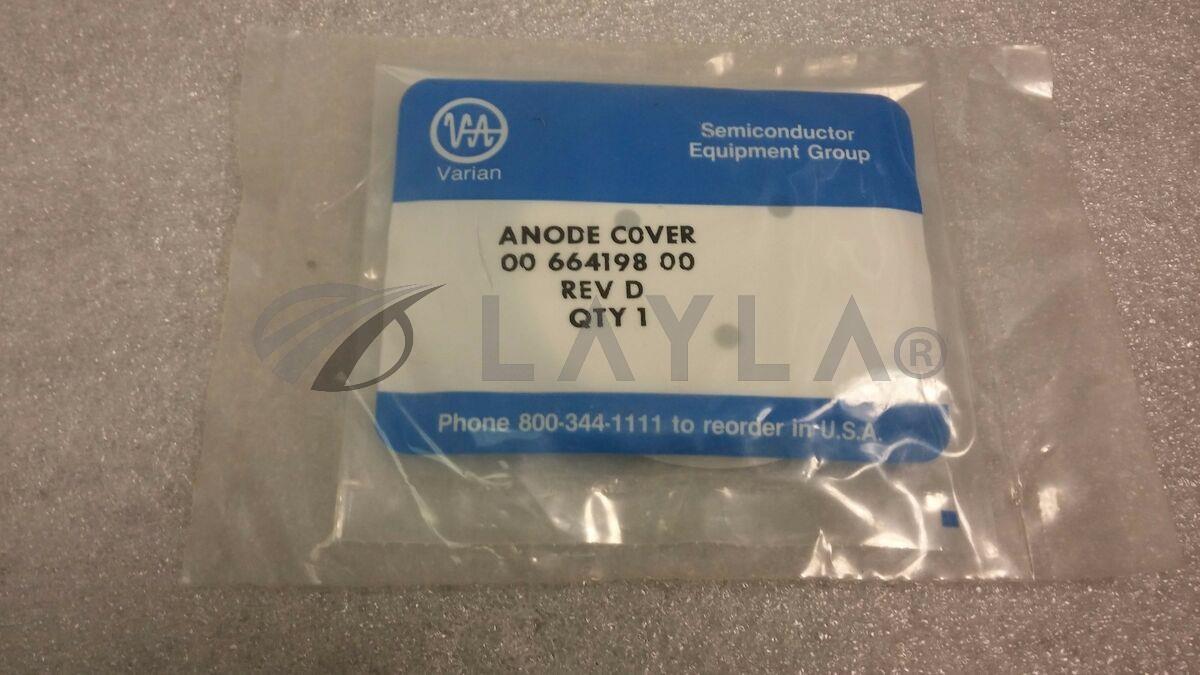 VA
Varian
Semiconductor
Equipment Group
ANODE COVER
00 664198 00
REV D
QTY 1
LAYLA®
Phone 800-344-1111 to reorder in U.S.A.